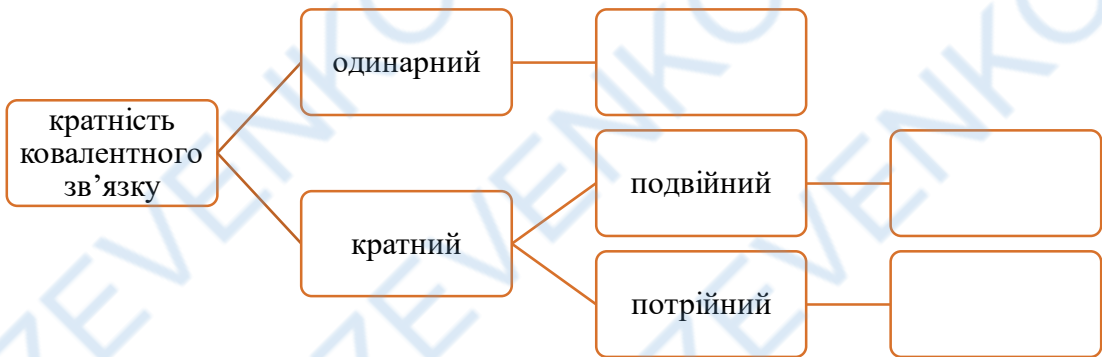 кратність
ковалентного
зв’язку
одинарний
кратний
подвійний
потрійний